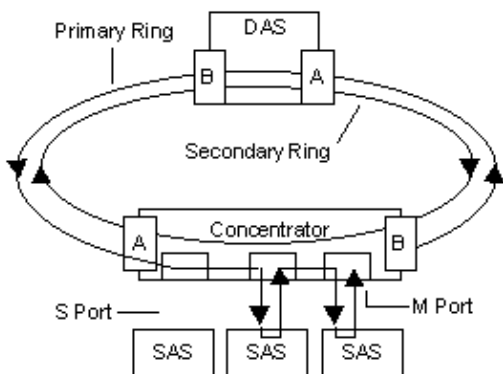 Primary Ring
DAS
B
A
Secondary Ring
A
Concentrator
B
S Port
M Port
SAS
SAS
SAS